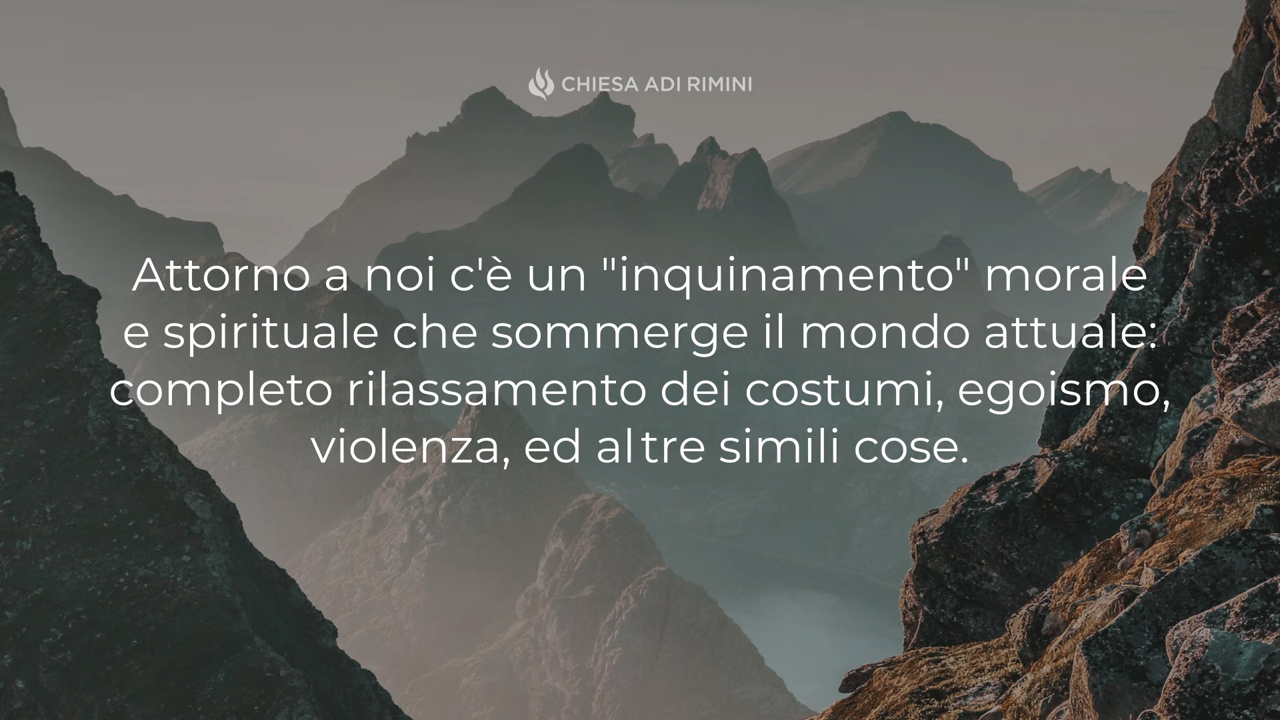 CHIESA ADI RIMINI
Attorno a noi c'è un "inquinamento" morale
e spirituale che sommerge il mondo attuale:
completo rilassamento dei costumi, egoismo,
violenza, ed altre simili cose.